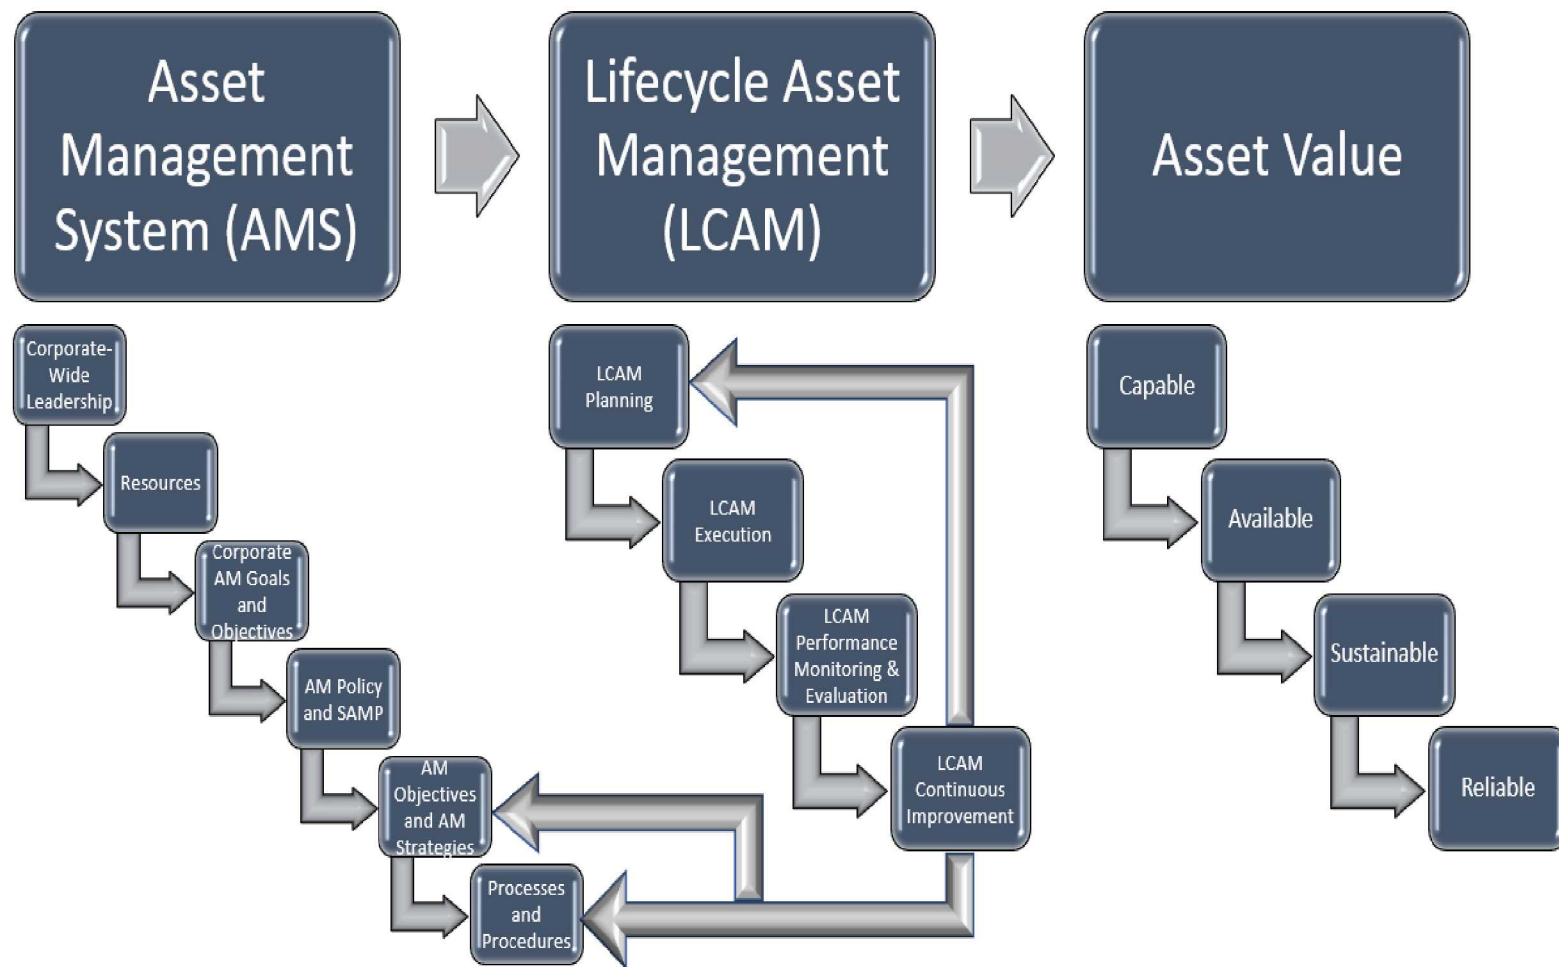 Asset
Management
System (AMS)
Lifecycle Asset
Management
(LCAM)
Asset Value
Corporate-
Wide
Leadership
Resources
Corporate
AM Goals
and
Objectives
AM Policy
and SAMP
AM
Objectives
and AM
Strategies
Processes
and
Procedures
LCAM
Planning
LCAM
Execution
LCAM
Performance
Monitoring &
Evaluation
LCAM
Continuous
Improvement
Capable
Available
Sustainable
Reliable